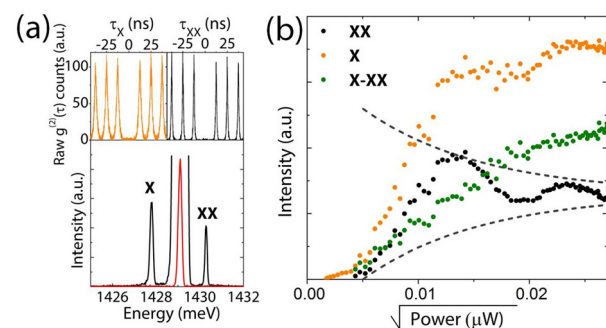 (a)
τX (ns) τXX (ns)
-25 0 25 -25 0 25
Raw g(2)(τ) counts (a.u.)
100
50
0
Intensity (a.u.)
X
XX
1426 1428 1430 1432
Energy (meV)
(b)
XX
X
X-XX
Intensity (a.u.)
0.00 0.01 0.02
√Power (μW)